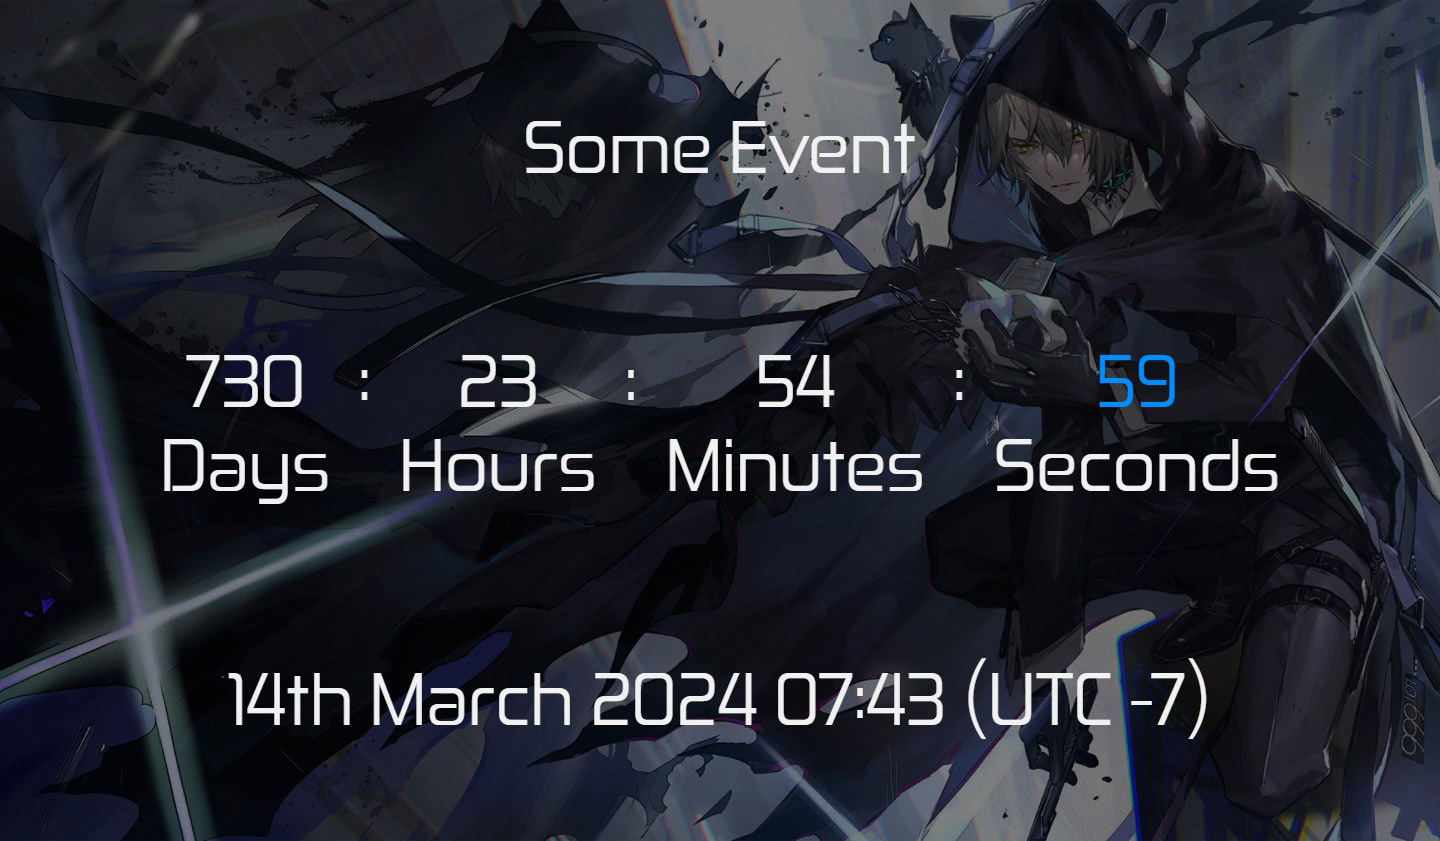 Some Event
730 : 23 : 54 : 59
Days Hours Minutes Seconds
14th March 2024 07:43 (UTC -7)